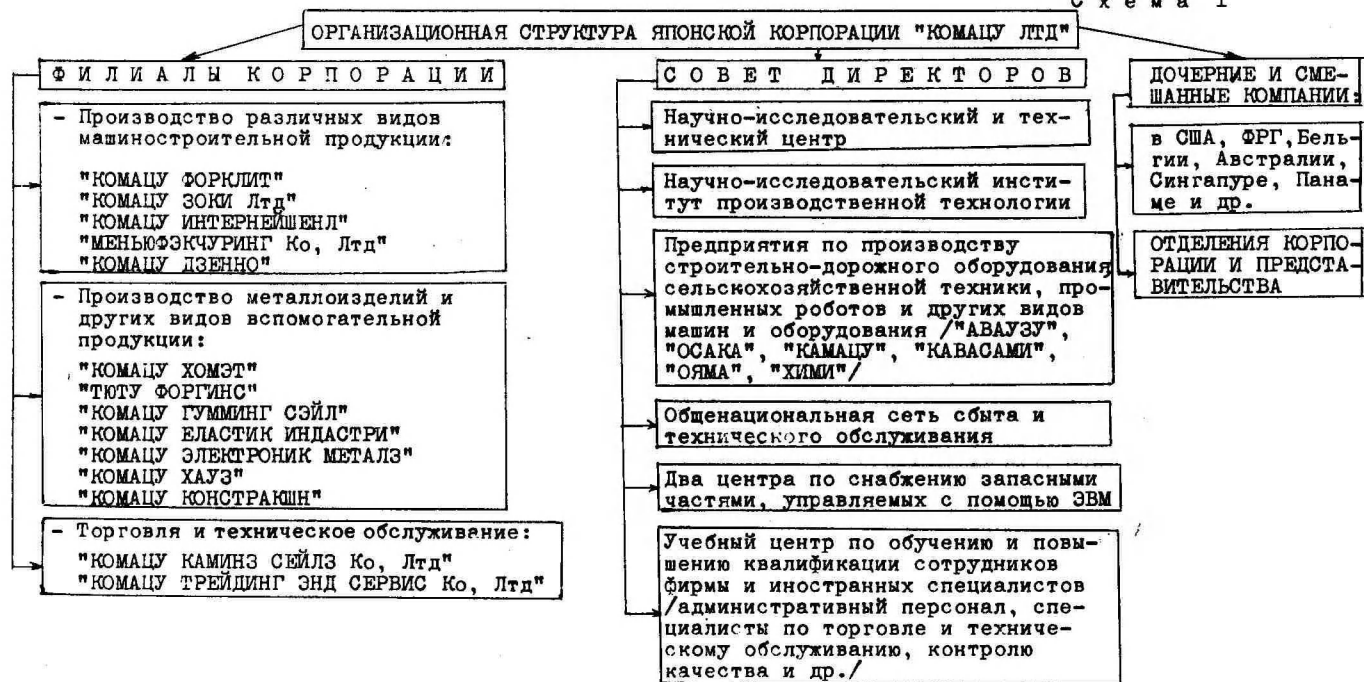 С х е м а 1
ОРГАНИЗАЦИОННАЯ СТРУКТУРА ЯПОНСКОЙ КОРПОРАЦИИ "КОМАЦУ ЛТД"
Ф И Л И А Л Ы К О Р П О Р А Ц И И
- Производство различных видов
машиностроительной продукции:
"КОМАЦУ ФОРКЛИТ"
"КОМАЦУ ЗОКИ Лтд"
"КОМАЦУ ИНТЕРНЕЙШЕНЛ"
"МЕНЬЮФЭКЧУРИНГ Ко, Лтд"
"КОМАЦУ ДЗЕННО"
- Производство металлоизделий и
других видов вспомогательной
продукции:
"КОМАЦУ ХОМЭТ"
"ТЮТУ ФОРГИНС"
"КОМАЦУ ГУММИНГ СЭЙЛ"
"КОМАЦУ ЕЛАСТИК ИНДАСТРИ"
"КОМАЦУ ЭЛЕКТРОНИК МЕТАЛЗ"
"КОМАЦУ ХАУЗ"
"КОМАЦУ КОНСТРАКШН"
- Торговля и техническое обслуживание:
"КОМАЦУ КАМИНЗ СЕЙЛЗ Ко, Лтд"
"КОМАЦУ ТРЕЙДИНГ ЭНД СЕРВИС Ко, Лтд"
С О В Е Т Д И Р Е К Т О Р О В
Научно-исследовательский и тех-
нический центр
Научно-исследовательский инсти-
тут производственной технологии
Предприятия по производству
строительно-дорожного оборудования
сельскохозяйственной техники, про-
мышленных роботов и других видов
машин и оборудования /"АВАУЗУ",
"ОСАКА", "КАМАЦУ", "КАВАСАМИ",
"ОЯМА", "ХИМИ"/
Общенациональная сеть сбыта и
технического обслуживания
Два центра по снабжению запасными
частями, управляемых с помощью ЭВМ
Учебный центр по обучению и повы-
шению квалификации сотрудников
фирмы и иностранных специалистов
/административный персонал, спе-
циалисты по торговле и техниче-
скому обслуживанию, контролю
качества и др./
ДОЧЕРНИЕ И СМЕ-
ШАННЫЕ КОМПАНИИ:
в США, ФРГ, Бель-
гии, Австралии,
Сингапуре, Пана-
ме и др.
ОТДЕЛЕНИЯ КОРПО-
РАЦИИ И ПРЕДСТА-
ВИТЕЛЬСТВА